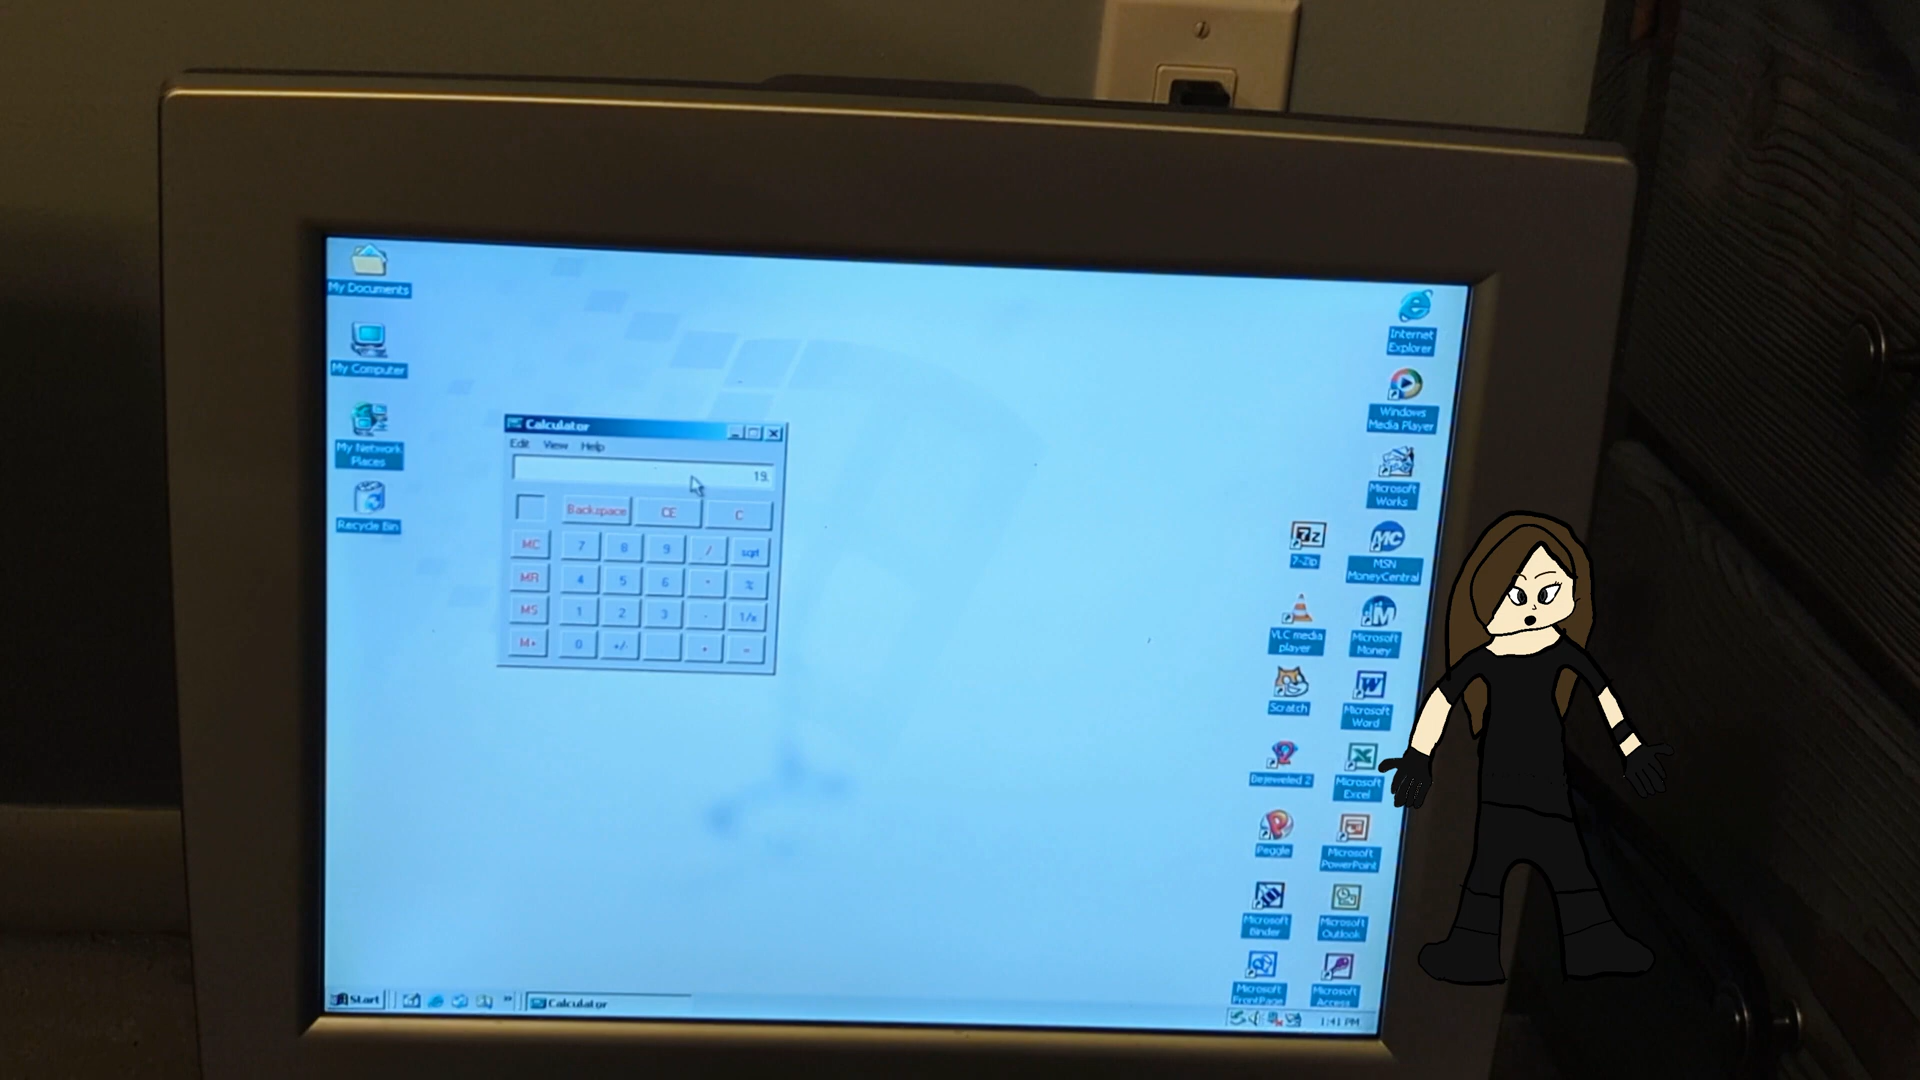 My Documents
My Computer
My Network
Places
Recycle Bin
Calculator
Edit View Help
19.
Backspace CE C
MC 7 8 9 / sqrt
MR 4 5 6 * %
MS 1 2 3 - 1/x
M+ 0 +/- . + =
Internet
Explorer
Windows
Media Player
Microsoft
Works
7z
7-Zip
MC
MSN
MoneyCentral
VLC media
player
M
Microsoft
Money
Scratch
W
Microsoft
Word
Bejeweled 2
X
Microsoft
Excel
P
Peggle
Microsoft
PowerPoint
Microsoft
Binder
Microsoft
Outlook
Microsoft
FrontPage
Microsoft
Access
Start
»
Calculator
1:41 PM